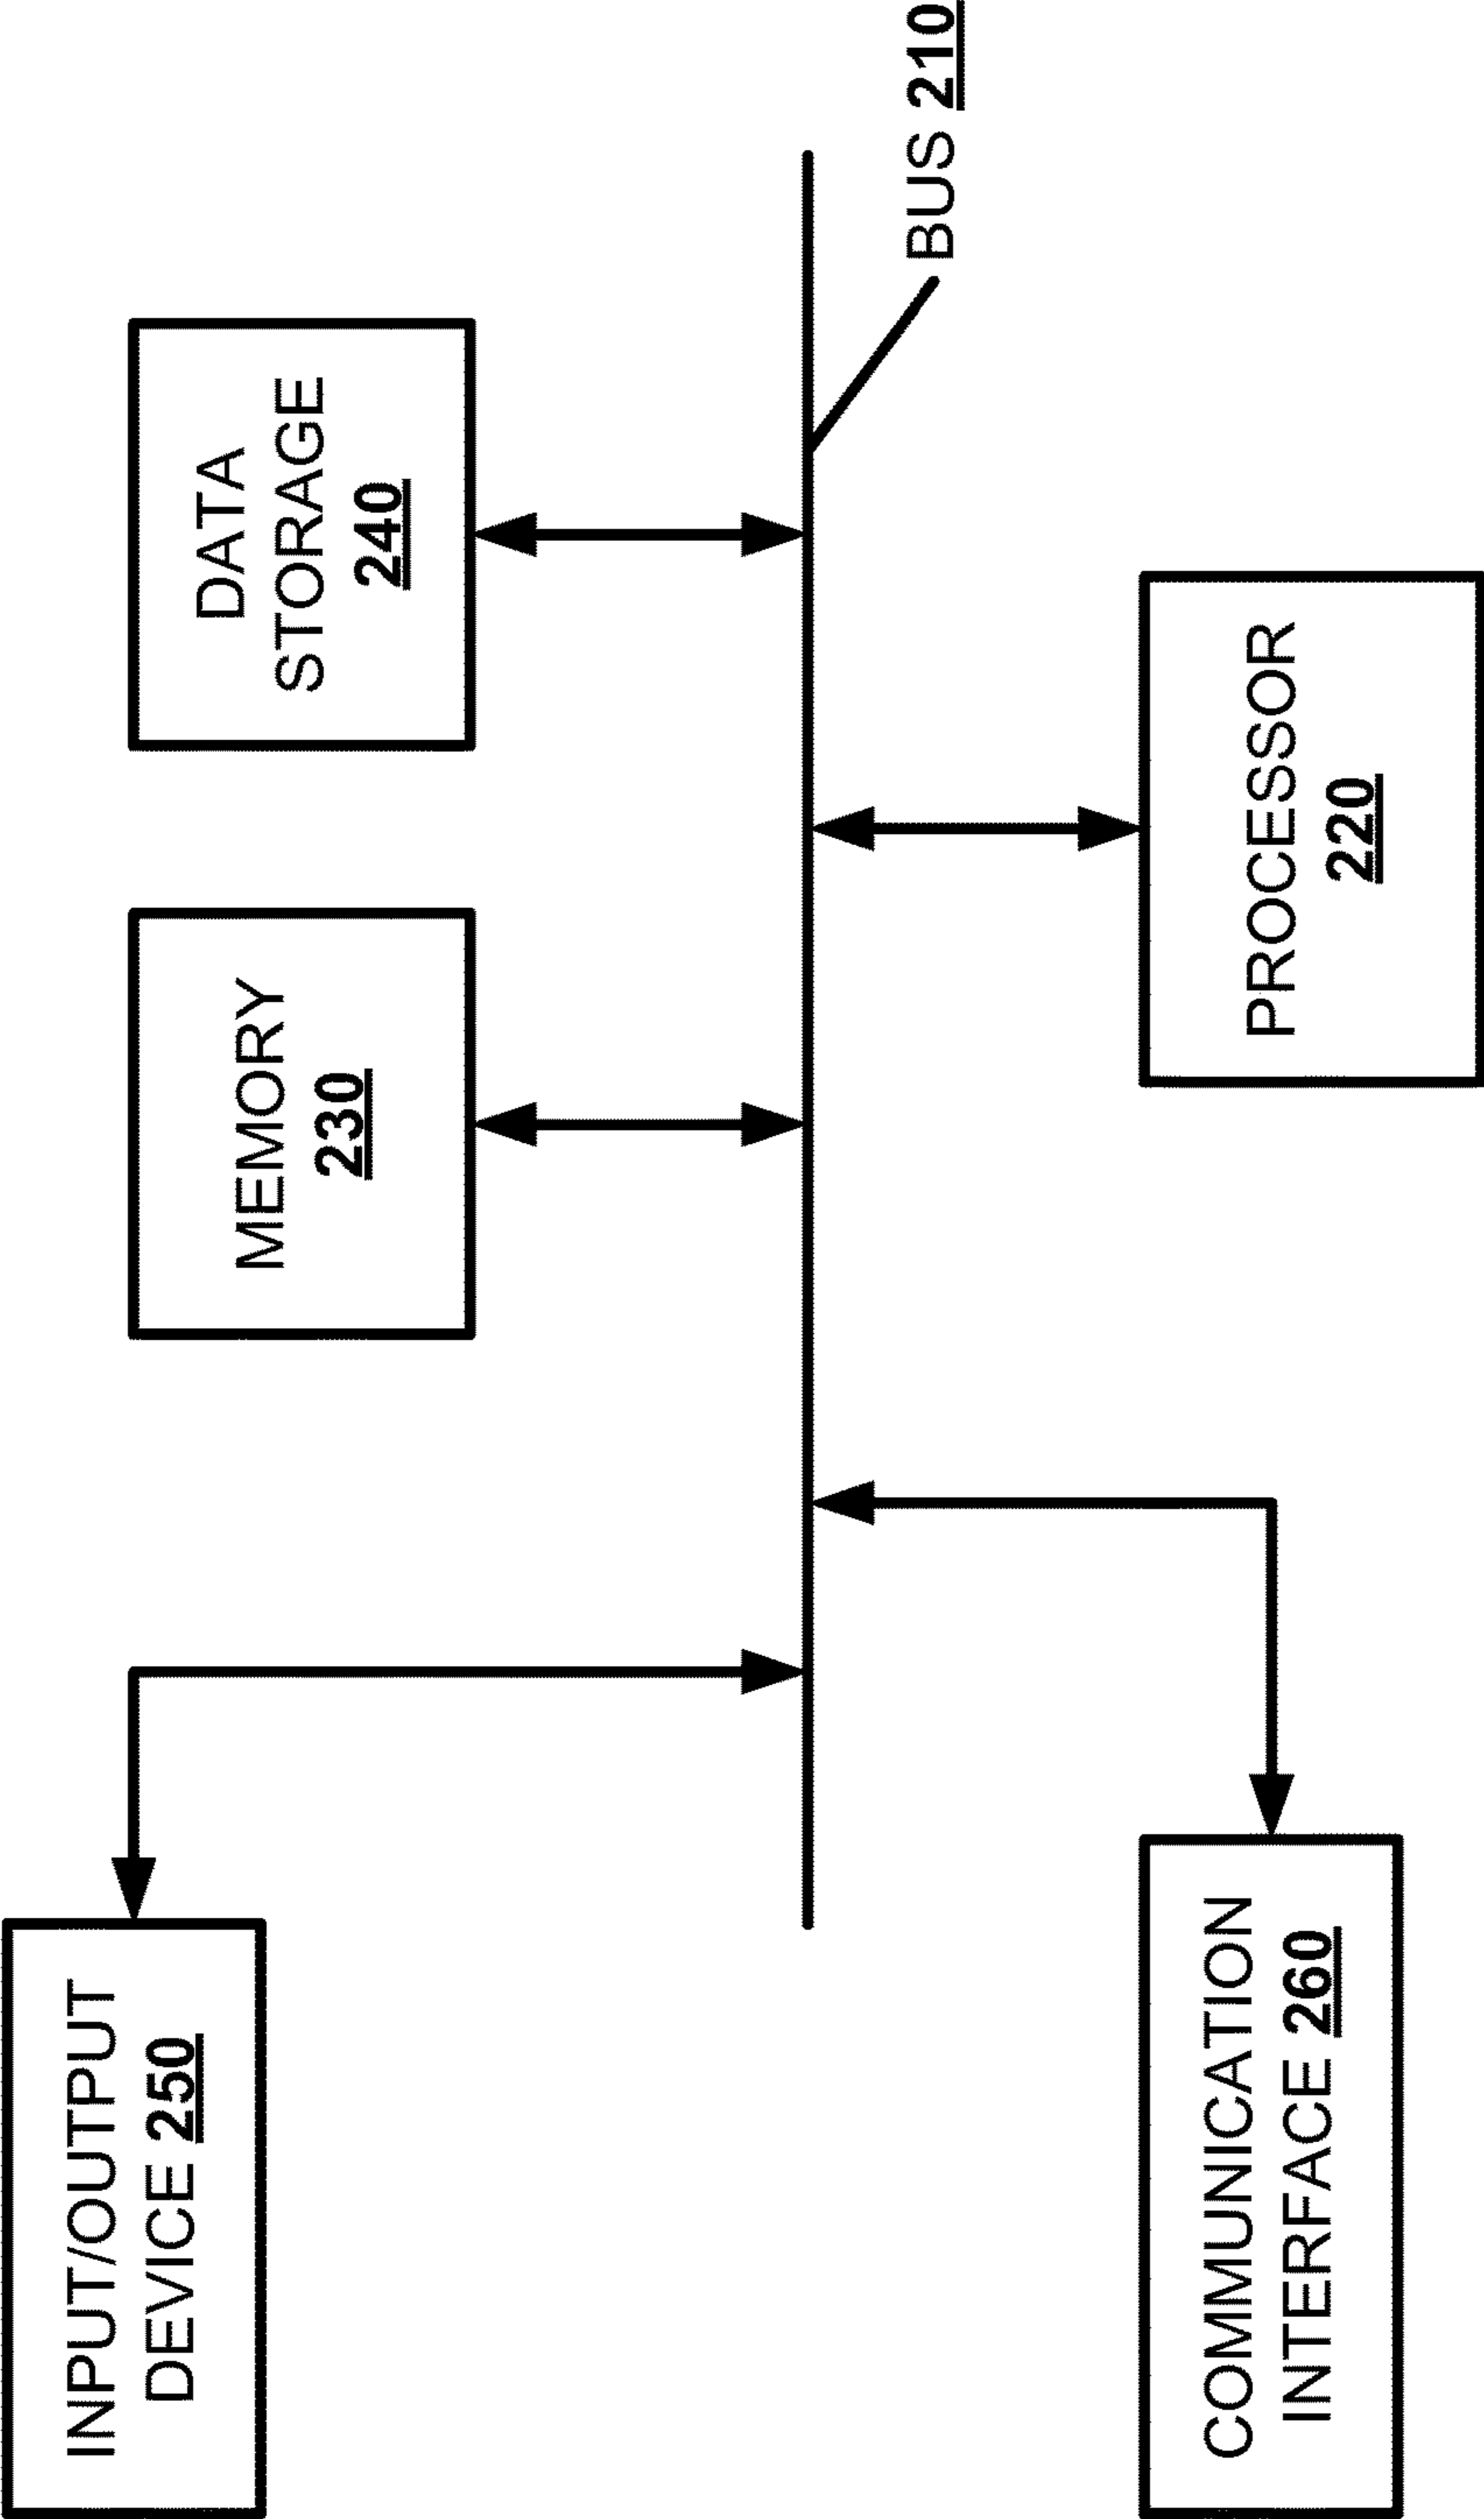 INPUT/OUTPUT
DEVICE 250
MEMORY
230
DATA
STORAGE
240
BUS 210
COMMUNICATION
INTERFACE 260
PROCESSOR
220